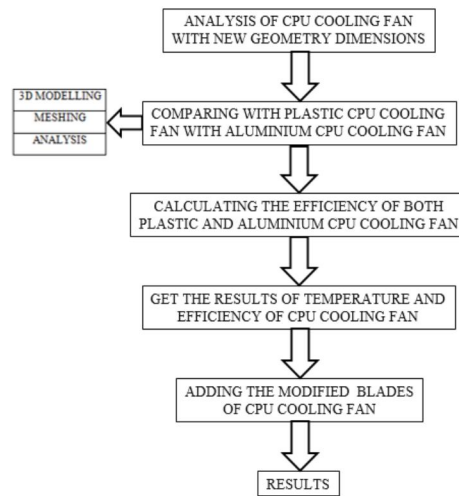 ANALYSIS OF CPU COOLING FAN
WITH NEW GEOMETRY DIMENSIONS
3D MODELLING
MESHING
ANALYSIS
COMPARING WITH PLASTIC CPU COOLING
FAN WITH ALUMINIUM CPU COOLING FAN
CALCULATING THE EFFICIENCY OF BOTH
PLASTIC AND ALUMINIUM CPU COOLING FAN
GET THE RESULTS OF TEMPERATURE AND
EFFICIENCY OF CPU COOLING FAN
ADDING THE MODIFIED BLADES
OF CPU COOLING FAN
RESULTS